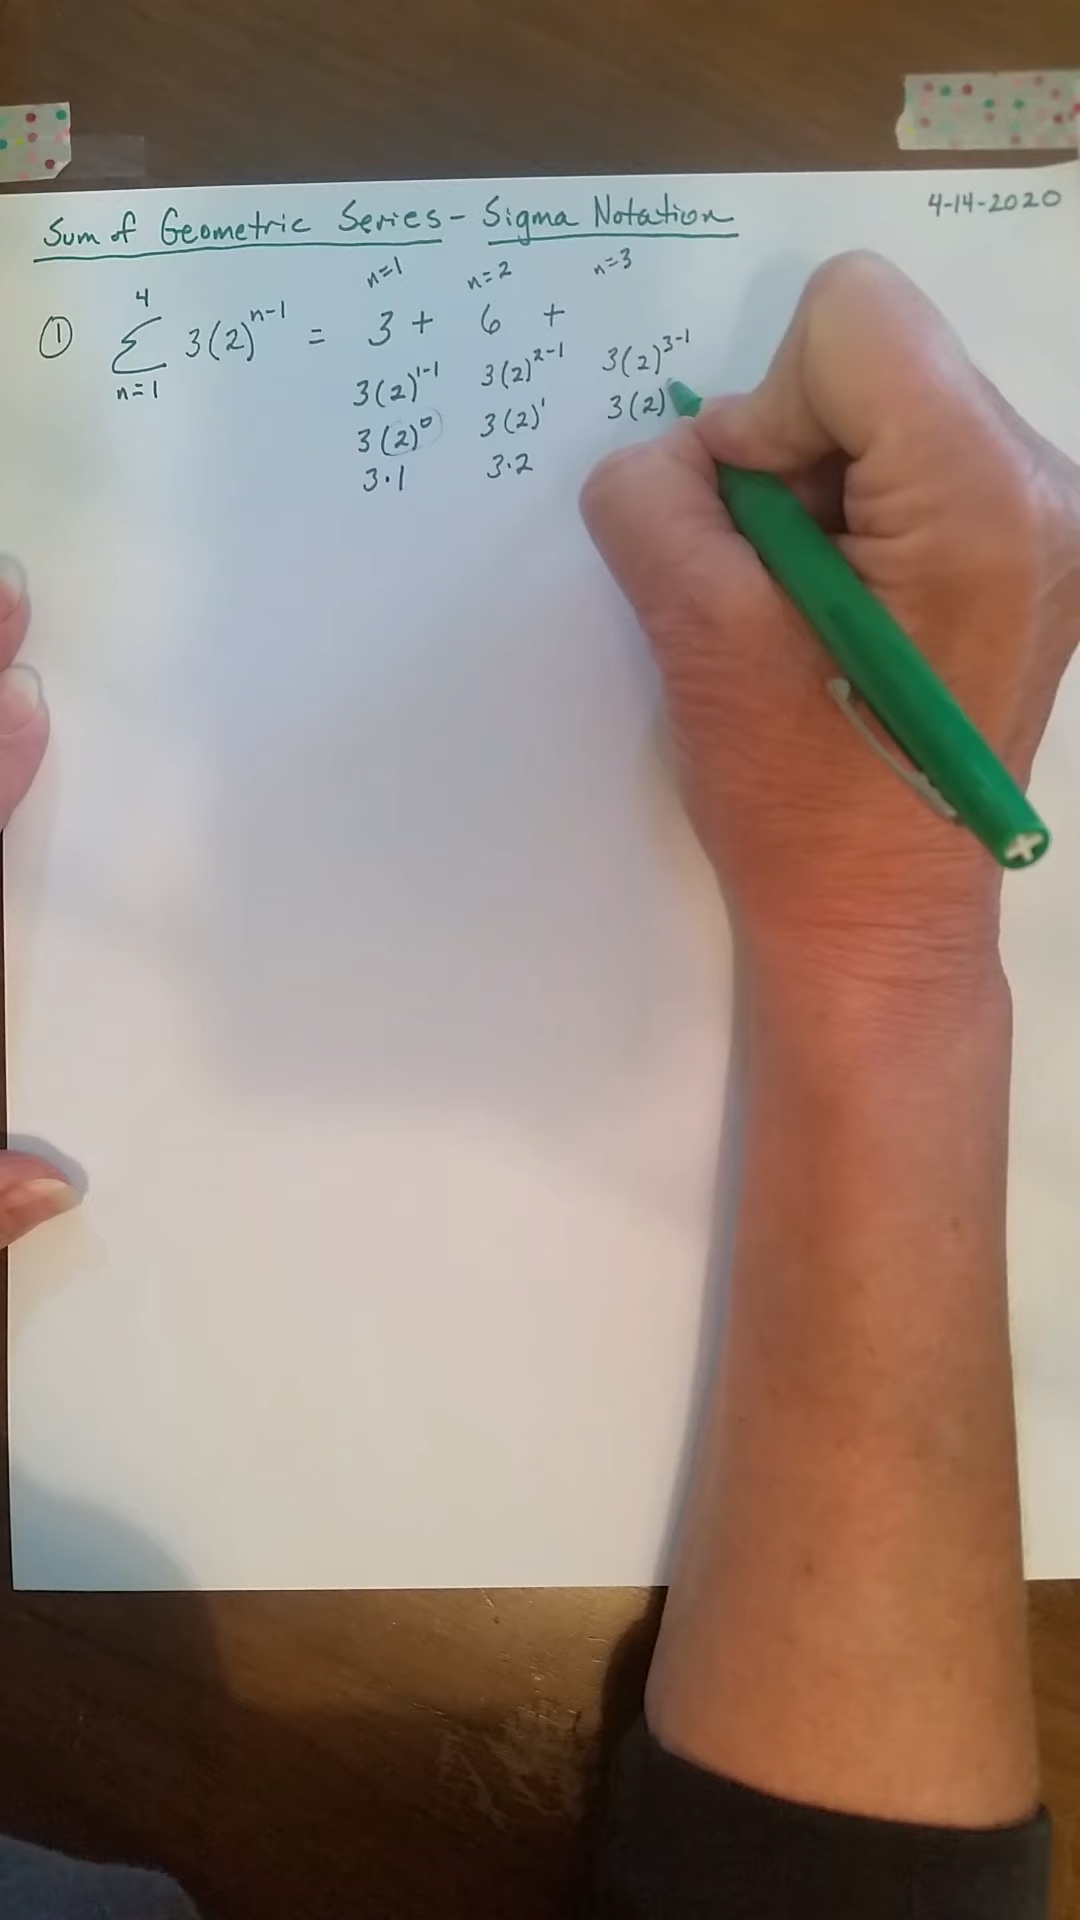 Sum of Geometric Series - Sigma Notation
4-14-2020
n=1 n=2 n=3
4
① ∑ 3(2)^{n-1} = 3 + 6 +
n=1
3(2)^{1-1} 3(2)^{2-1} 3(2)^{3-1}
3(2)^0 3(2)^1 3(2)
3·1 3·2